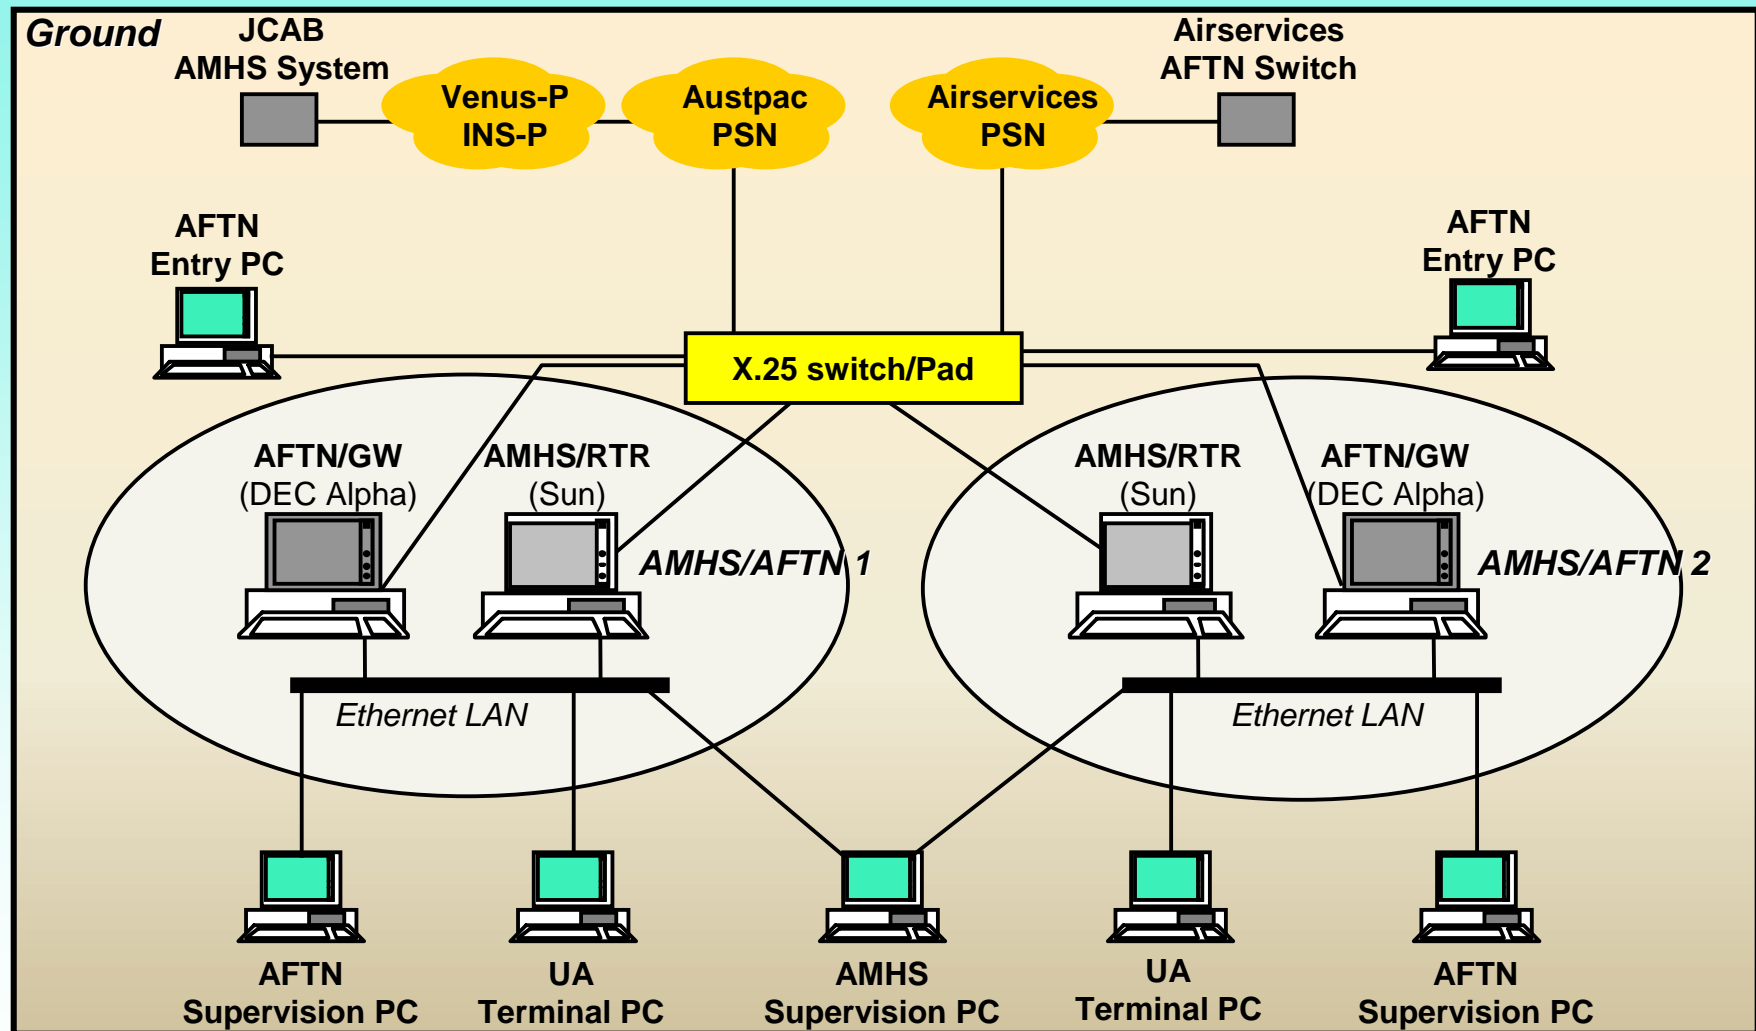 Ground
JCAB
AMHS System
Airservices
AFTN Switch
Venus-P
INS-P
Austpac
PSN
Airservices
PSN
AFTN
Entry PC
AFTN
Entry PC
X.25 switch/Pad
AFTN/GW
(DEC Alpha)
AMHS/RTR
(Sun)
AMHS/RTR
(Sun)
AFTN/GW
(DEC Alpha)
AMHS/AFTN 1
AMHS/AFTN 2
Ethernet LAN
Ethernet LAN
AFTN
Supervision PC
UA
Terminal PC
AMHS
Supervision PC
UA
Terminal PC
AFTN
Supervision PC